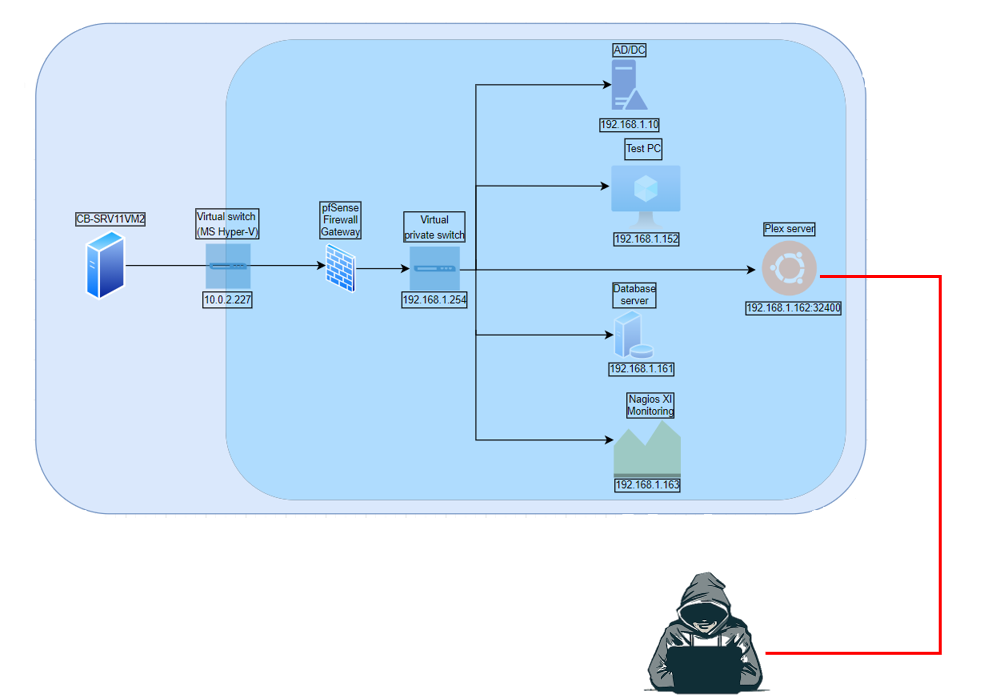 AD/DC
192.168.1.10
Test PC
192.168.1.152
CB-SRV11VM2
Virtual switch
(MS Hyper-V)
10.0.2.227
pfSense
Firewall
Gateway
Virtual
private switch
192.168.1.254
Plex server
192.168.1.162:32400
Database
server
192.168.1.161
Nagios XI
Monitoring
192.168.1.163